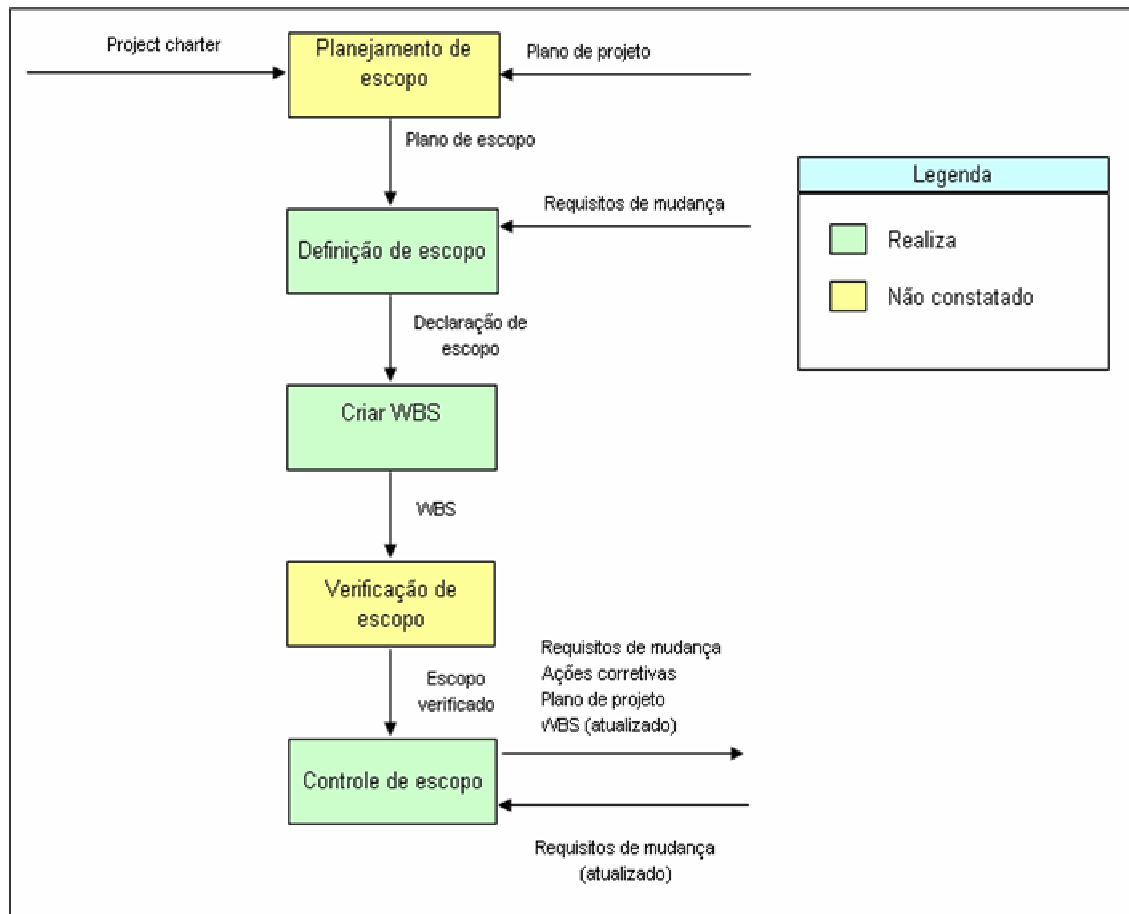 Project charter
Planejamento de
escopo
Plano de projeto
Plano de escopo
Requisitos de mudança
Definição de escopo
Declaração de
escopo
Criar WBS
WBS
Verificação de
escopo
Escopo
verificado
Requisitos de mudança
Ações corretivas
Plano de projeto
WBS (atualizado)
Controle de escopo
Requisitos de mudança
(atualizado)
Legenda
Realiza
Não constatado